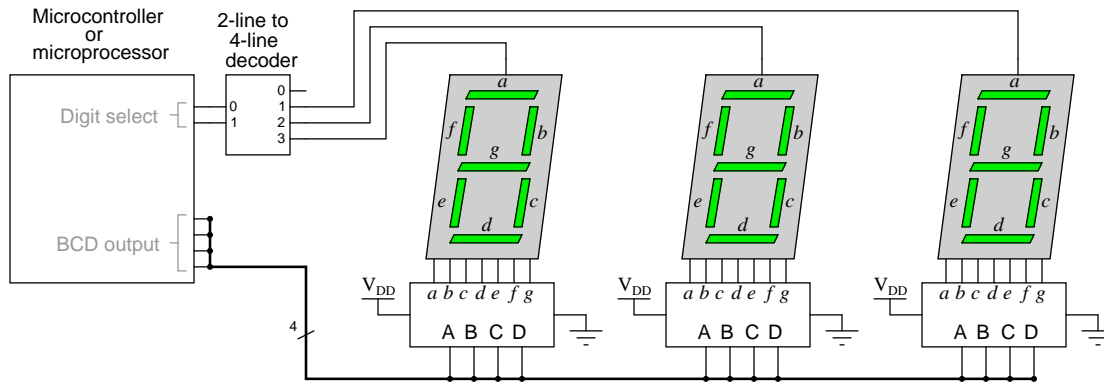 Microcontroller
or
microprocessor
2-line to
4-line
decoder
Digit select
0
1
0
1
2
3
BCD output
4
a
f
b
g
e
c
d
a
f
b
g
e
c
d
a
f
b
g
e
c
d
VDD
a b c d e f g
A B C D
VDD
a b c d e f g
A B C D
VDD
a b c d e f g
A B C D